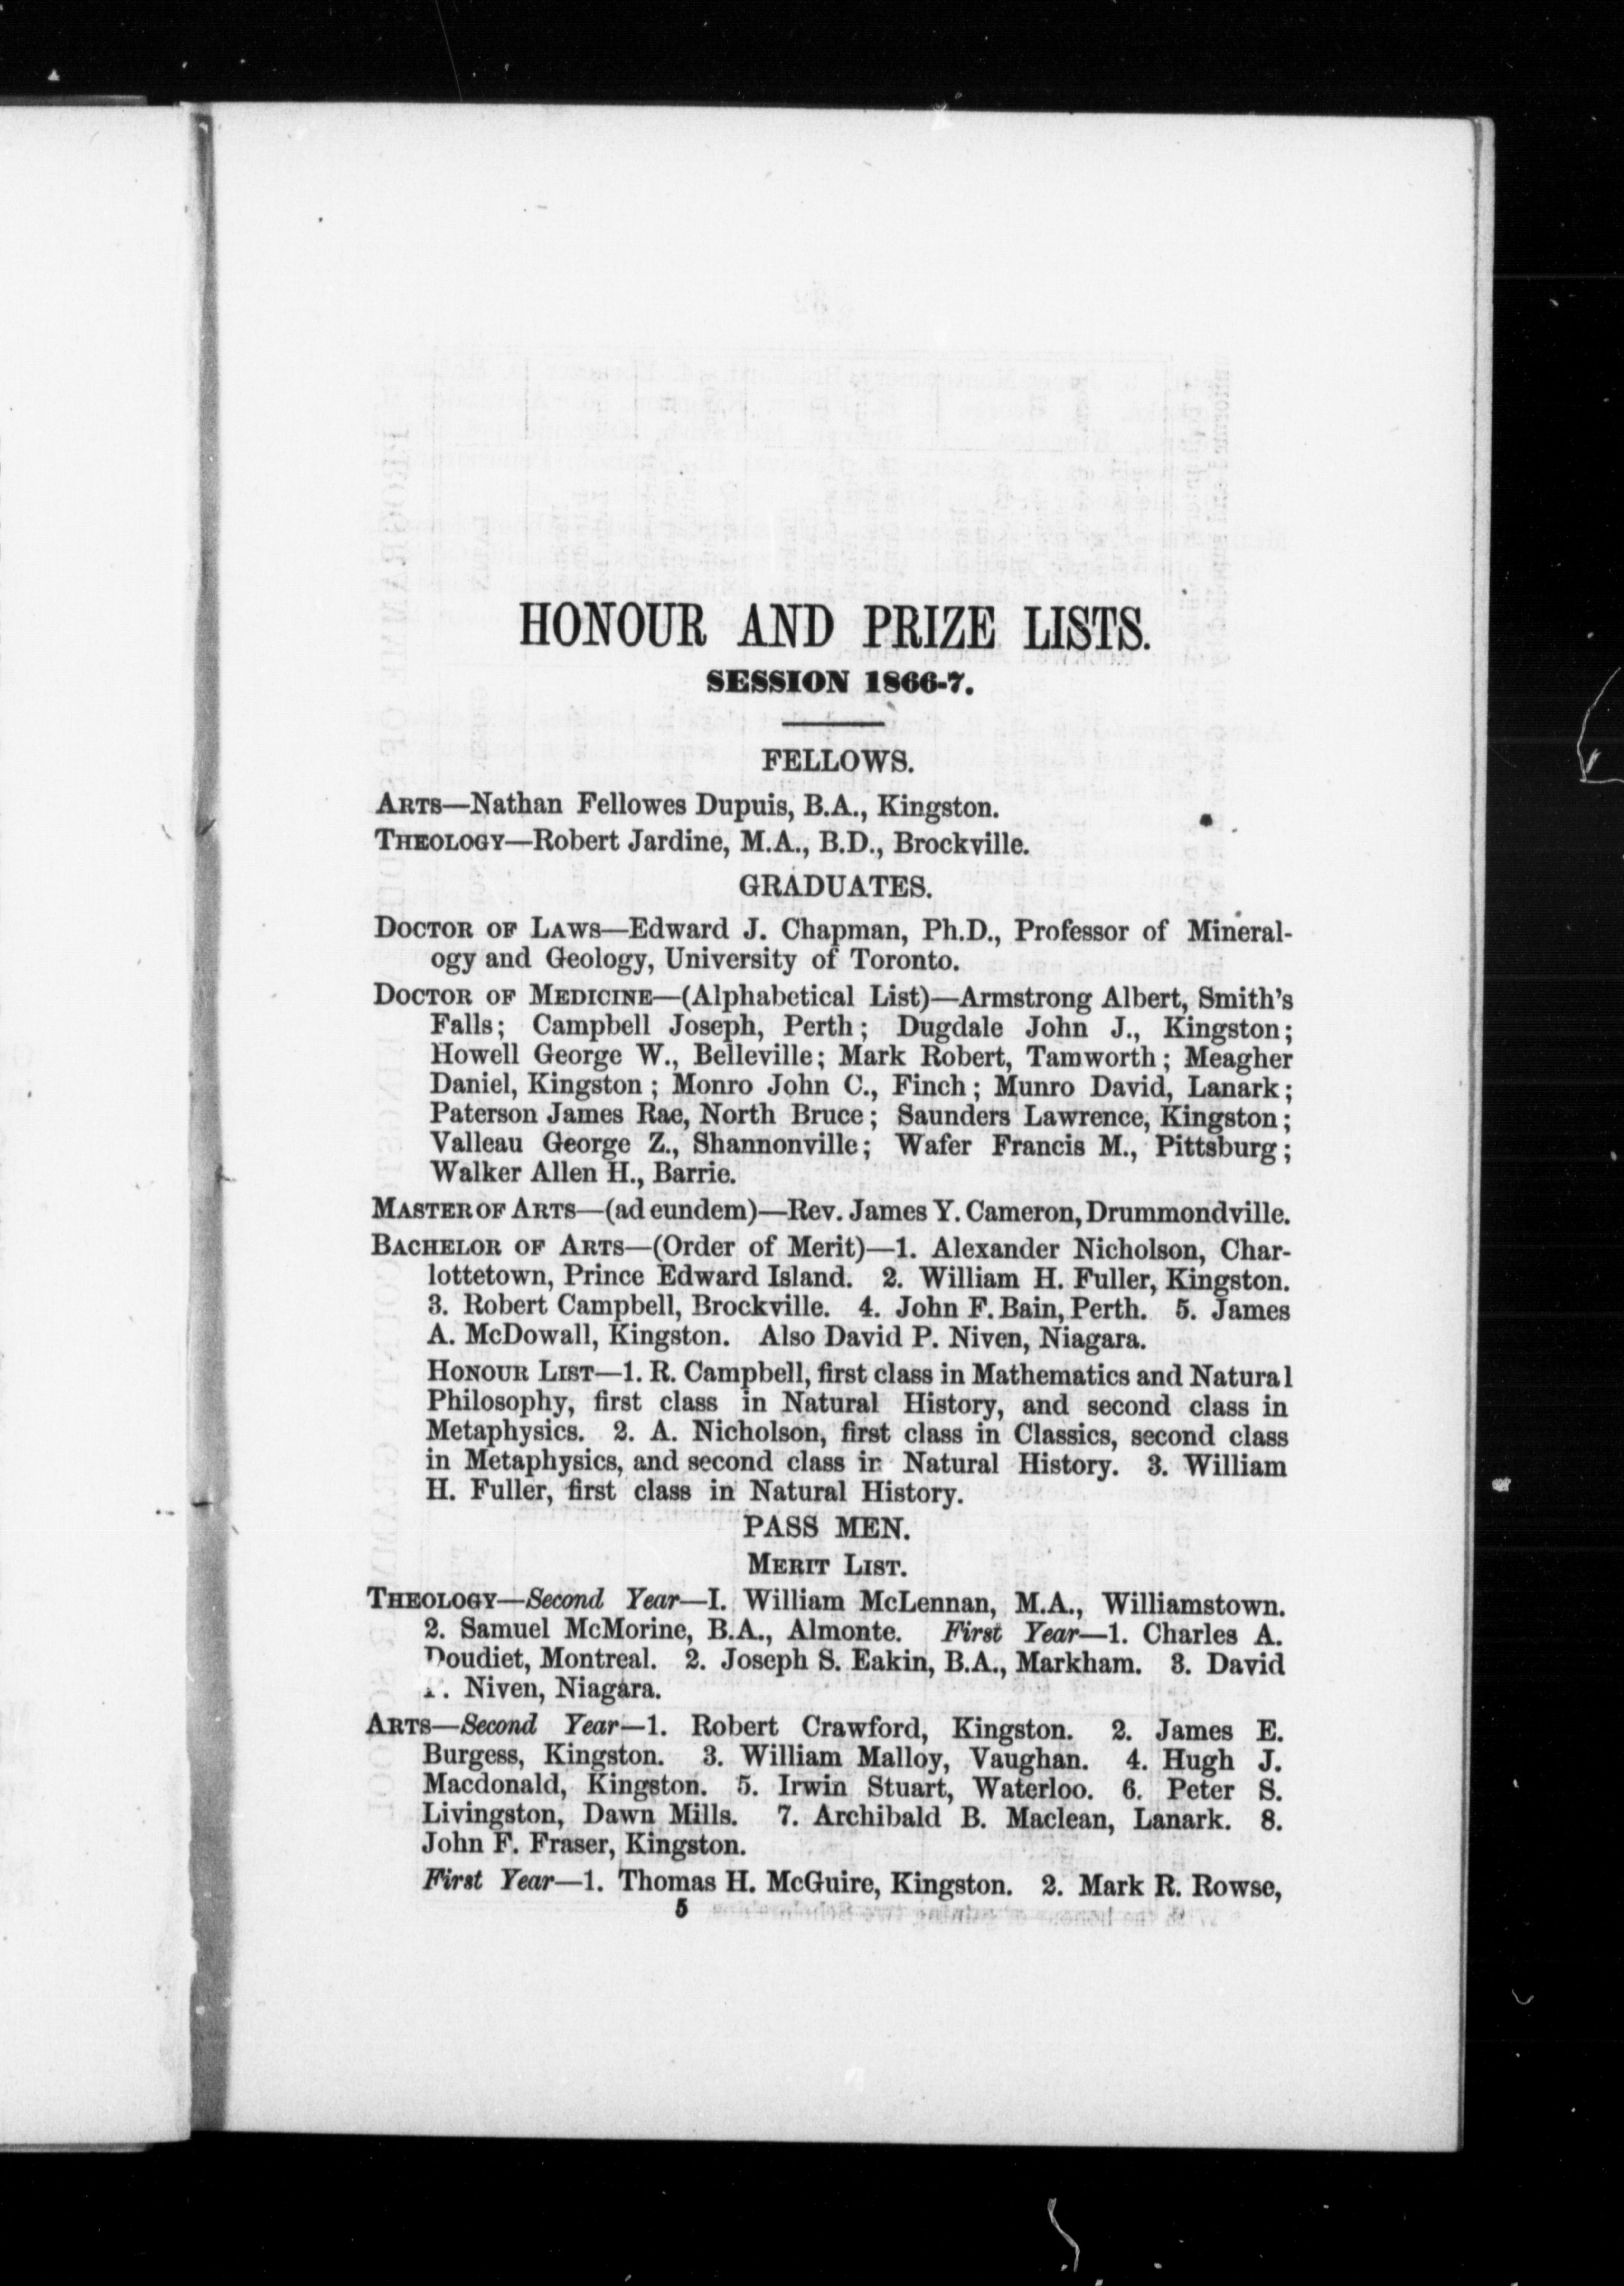 HONOUR AND PRIZE LISTS.
SESSION 1866-7.
FELLOWS.
ARTS—Nathan Fellowes Dupuis, B.A., Kingston.
THEOLOGY—Robert Jardine, M.A., B.D., Brockville.
GRADUATES.
DOCTOR OF LAWS—Edward J. Chapman, Ph.D., Professor of Mineral-
ogy and Geology, University of Toronto.
DOCTOR OF MEDICINE—(Alphabetical List)—Armstrong Albert, Smith's
Falls; Campbell Joseph, Perth; Dugdale John J., Kingston;
Howell George W., Belleville; Mark Robert, Tamworth; Meagher
Daniel, Kingston; Monro John C., Finch; Munro David, Lanark;
Paterson James Rae, North Bruce; Saunders Lawrence, Kingston;
Valleau George Z., Shannonville; Wafer Francis M., Pittsburg;
Walker Allen H., Barrie.
MASTER OF ARTS—(ad eundem)—Rev. James Y. Cameron, Drummondville.
BACHELOR OF ARTS—(Order of Merit)—1. Alexander Nicholson, Char-
lottetown, Prince Edward Island. 2. William H. Fuller, Kingston.
3. Robert Campbell, Brockville. 4. John F. Bain, Perth. 5. James
A. McDowall, Kingston. Also David P. Niven, Niagara.
HONOUR LIST—1. R. Campbell, first class in Mathematics and Natural
Philosophy, first class in Natural History, and second class in
Metaphysics. 2. A. Nicholson, first class in Classics, second class
in Metaphysics, and second class in Natural History. 3. William
H. Fuller, first class in Natural History.
PASS MEN.
MERIT LIST.
THEOLOGY—Second Year—I. William McLennan, M.A., Williamstown.
2. Samuel McMorine, B.A., Almonte. First Year—1. Charles A.
Doudiet, Montreal. 2. Joseph S. Eakin, B.A., Markham. 3. David
P. Niven, Niagara.
ARTS—Second Year—1. Robert Crawford, Kingston. 2. James E.
Burgess, Kingston. 3. William Malloy, Vaughan. 4. Hugh J.
Macdonald, Kingston. 5. Irwin Stuart, Waterloo. 6. Peter S.
Livingston, Dawn Mills. 7. Archibald B. Maclean, Lanark. 8.
John F. Fraser, Kingston.
First Year—1. Thomas H. McGuire, Kingston. 2. Mark R. Rowse,
5